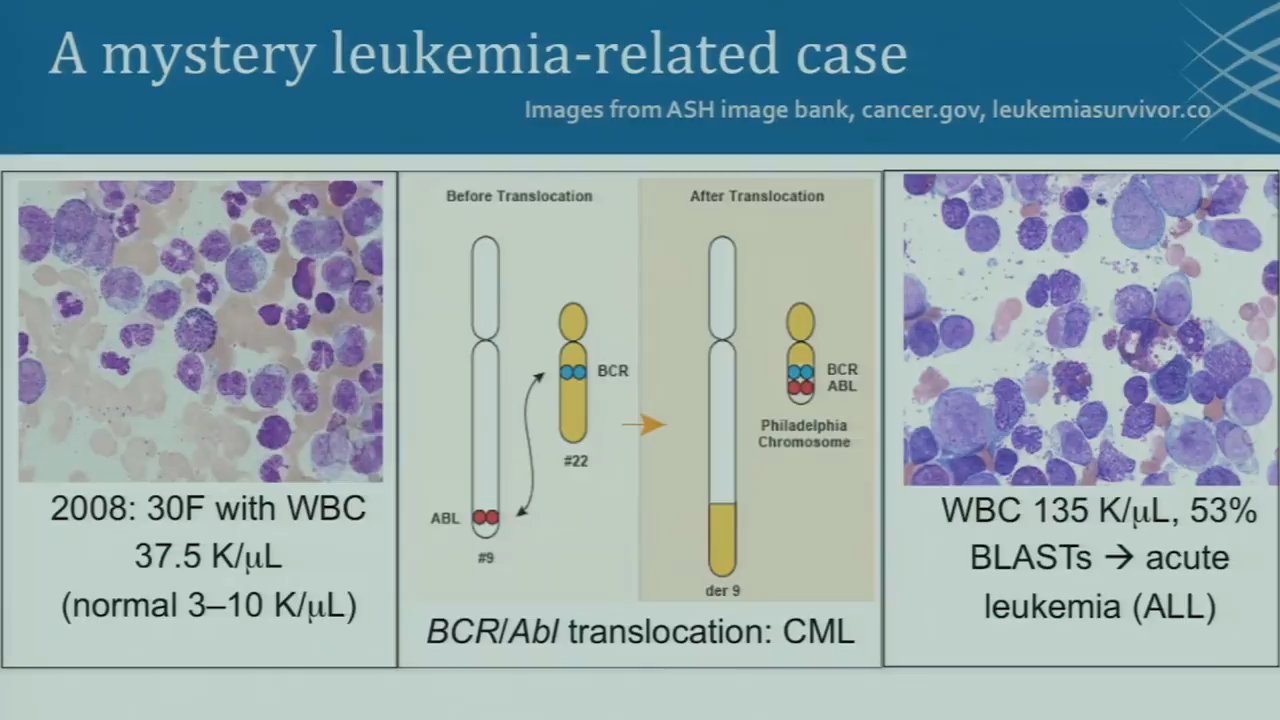 A mystery leukemia-related case
Images from ASH image bank, cancer.gov, leukemiasurvivor.co
2008: 30F with WBC
37.5 K/μL
(normal 3–10 K/μL)
Before Translocation
BCR
#22
ABL
#9
After Translocation
BCR
ABL
Philadelphia
Chromosome
der 9
BCR/Abl translocation: CML
WBC 135 K/μL, 53%
BLASTs → acute
leukemia (ALL)